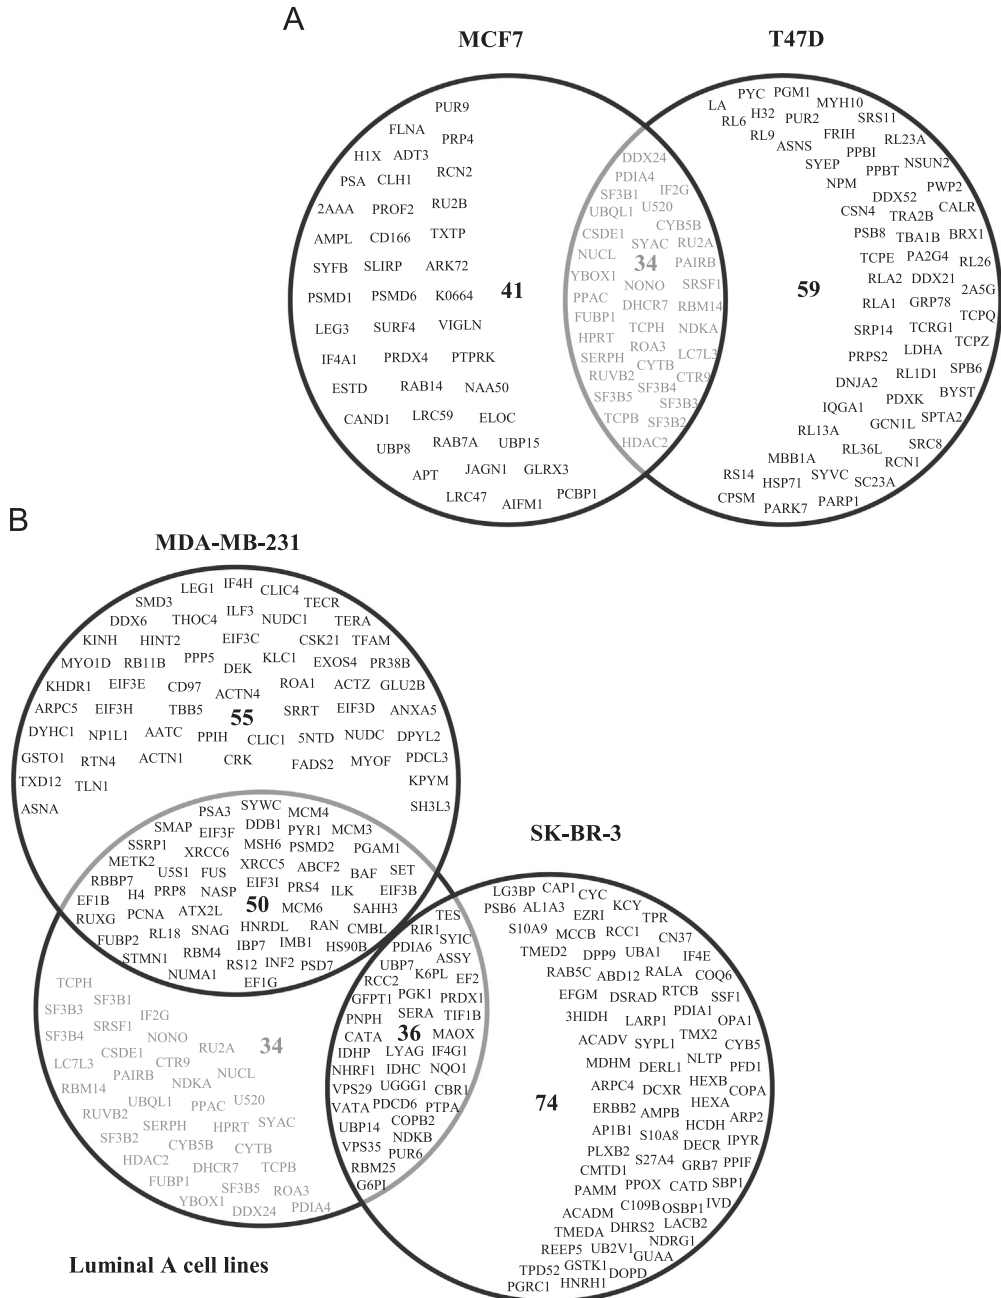 A
MCF7
T47D
PUR9
FLNA
PRP4
H1X ADT3
RCN2
PSA CLH1
2AAA PROF2 RU2B
AMPL CD166 TXTP
SYFB SLIRP ARK72
PSMD1 PSMD6 K0664
41
LEG3 SURF4 VIGLN
IF4A1 PRDX4 PTPRK
ESTD RAB14 NAA50
CAND1 LRC59 ELOC
UBP8 RAB7A UBP15
APT JAGN1 GLRX3
LRC47 AIFM1 PCBP1
DDX24
PDIA4
SF3B1 IF2G
UBQL1 U520
CYB5B
CSDE1
SYAC RU2A
NUCL
34 PAIRB
YBOX1
NONO SRSF1
PPAC DHCR7 RBM14
FUBP1
TCPH NDKA
HPRT
ROA3
SERPH LC7L3
CYTB
RUVB2 CTR9
SF3B4
SF3B5 SF3B3
TCPB SF3B2
HDAC2
PYC PGM1
LA MYH10
H32 PUR2 SRS11
RL6
RL9 FRIH RL23A
ASNS PPBI
SYEP NSUN2
PPBT
NPM PWP2
DDX52
CSN4 CALR
TRA2B
PSB8 TBA1B BRX1
TCPE PA2G4 RL26
RLA2 DDX21
59 2A5G
RLA1 GRP78
TCPQ
SRP14 TCRG1
TCPZ
LDHA
PRPS2
RL1D1 SPB6
DNJA2
PDXK BYST
IQGA1
GCN1L SPTA2
RL13A
RL36L SRC8
MBB1A RCN1
RS14 SYVC
HSP71 SC23A
CPSM PARP1
PARK7
B
MDA-MB-231
LEG1 IF4H CLIC4
SMD3 TECR
DDX6 THOC4 ILF3 NUDC1 TERA
KINH HINT2 EIF3C CSK21 TFAM
MYO1D RB11B PPP5 DEK KLC1 EXOS4 PR38B
KHDR1 EIF3E CD97 ACTN4 ROA1 ACTZ GLU2B
ARPC5 EIF3H TBB5 55 SRRT EIF3D ANXA5
DYHC1 NP1L1 AATC PPIH CLIC1 5NTD NUDC DPYL2
GSTO1 RTN4 ACTN1 CRK FADS2 MYOF PDCL3
TXD12 TLN1 KPYM
ASNA SH3L3
PSA3 SYWC MCM4
SMAP EIF3F DDB1 PYR1 MCM3
SSRP1 MSH6 PSMD2 PGAM1
METK2 XRCC6 XRCC5
U5S1 FUS ABCF2 BAF SET
RBBP7 EIF3I
H4 PRP8 NASP PRS4 ILK EIF3B
EF1B
50 MCM6 SAHH3
RUXG PCNA ATX2L
HNRDL RAN CMBL
FUBP2 RL18 SNAG
IBP7 IMB1 HS90B
STMN1 RBM4
RS12 INF2 PSD7
NUMA1
EF1G
TCPH
SF3B1
SF3B3 IF2G
SRSF1
SF3B4 NONO
CSDE1 RU2A 34
LC7L3 CTR9
PAIRB NUCL
RBM14 NDKA
UBQL1 PPAC U520
RUVB2
SERPH HPRT SYAC
SF3B2
CYB5B CYTB
HDAC2
DHCR7 TCPB
FUBP1
SF3B5 ROA3
YBOX1
DDX24 PDIA4
Luminal A cell lines
TES
RIR1
SYIC
PDIA6
ASSY
UBP7
K6PL EF2
RCC2
PGK1
GFPT1 PRDX1
SERA TIF1B
PNPH
36 MAOX
CATA
LYAG IF4G1
IDHP
IDHC NQO1
NHRF1
UGGG1
VPS29 CBR1
PDCD6
VATA PTPA
COPB2
UBP14
NDKB
VPS35 PUR6
RBM25
G6PI
SK-BR-3
LG3BP CAP1 CYC
KCY
PSB6 AL1A3
EZRI TPR
S10A9 RCC1
MCCB CN37
TMED2 DPP9 UBA1 IF4E
RAB5C ABD12 RALA COQ6
RTCB
EFGM DSRAD SSF1
PDIA1
3HIDH LARP1 OPA1
TMX2
ACADV SYPL1 CYB5
NLTP
MDHM DERL1 PFD1
HEXB
ARPC4 DCXR COPA
HEXA
74 ERBB2 AMPB ARP2
HCDH
AP1B1
S10A8 IPYR
DECR
PLXB2
S27A4 PPIF
GRB7
CMTD1
PPOX CATD SBP1
PAMM
C109B IVD
OSBP1
ACADM
DHRS2 LACB2
TMEDA
NDRG1
REEP5 UB2V1
GUAA
GSTK1
TPD52 DOPD
HNRH1
PGRC1